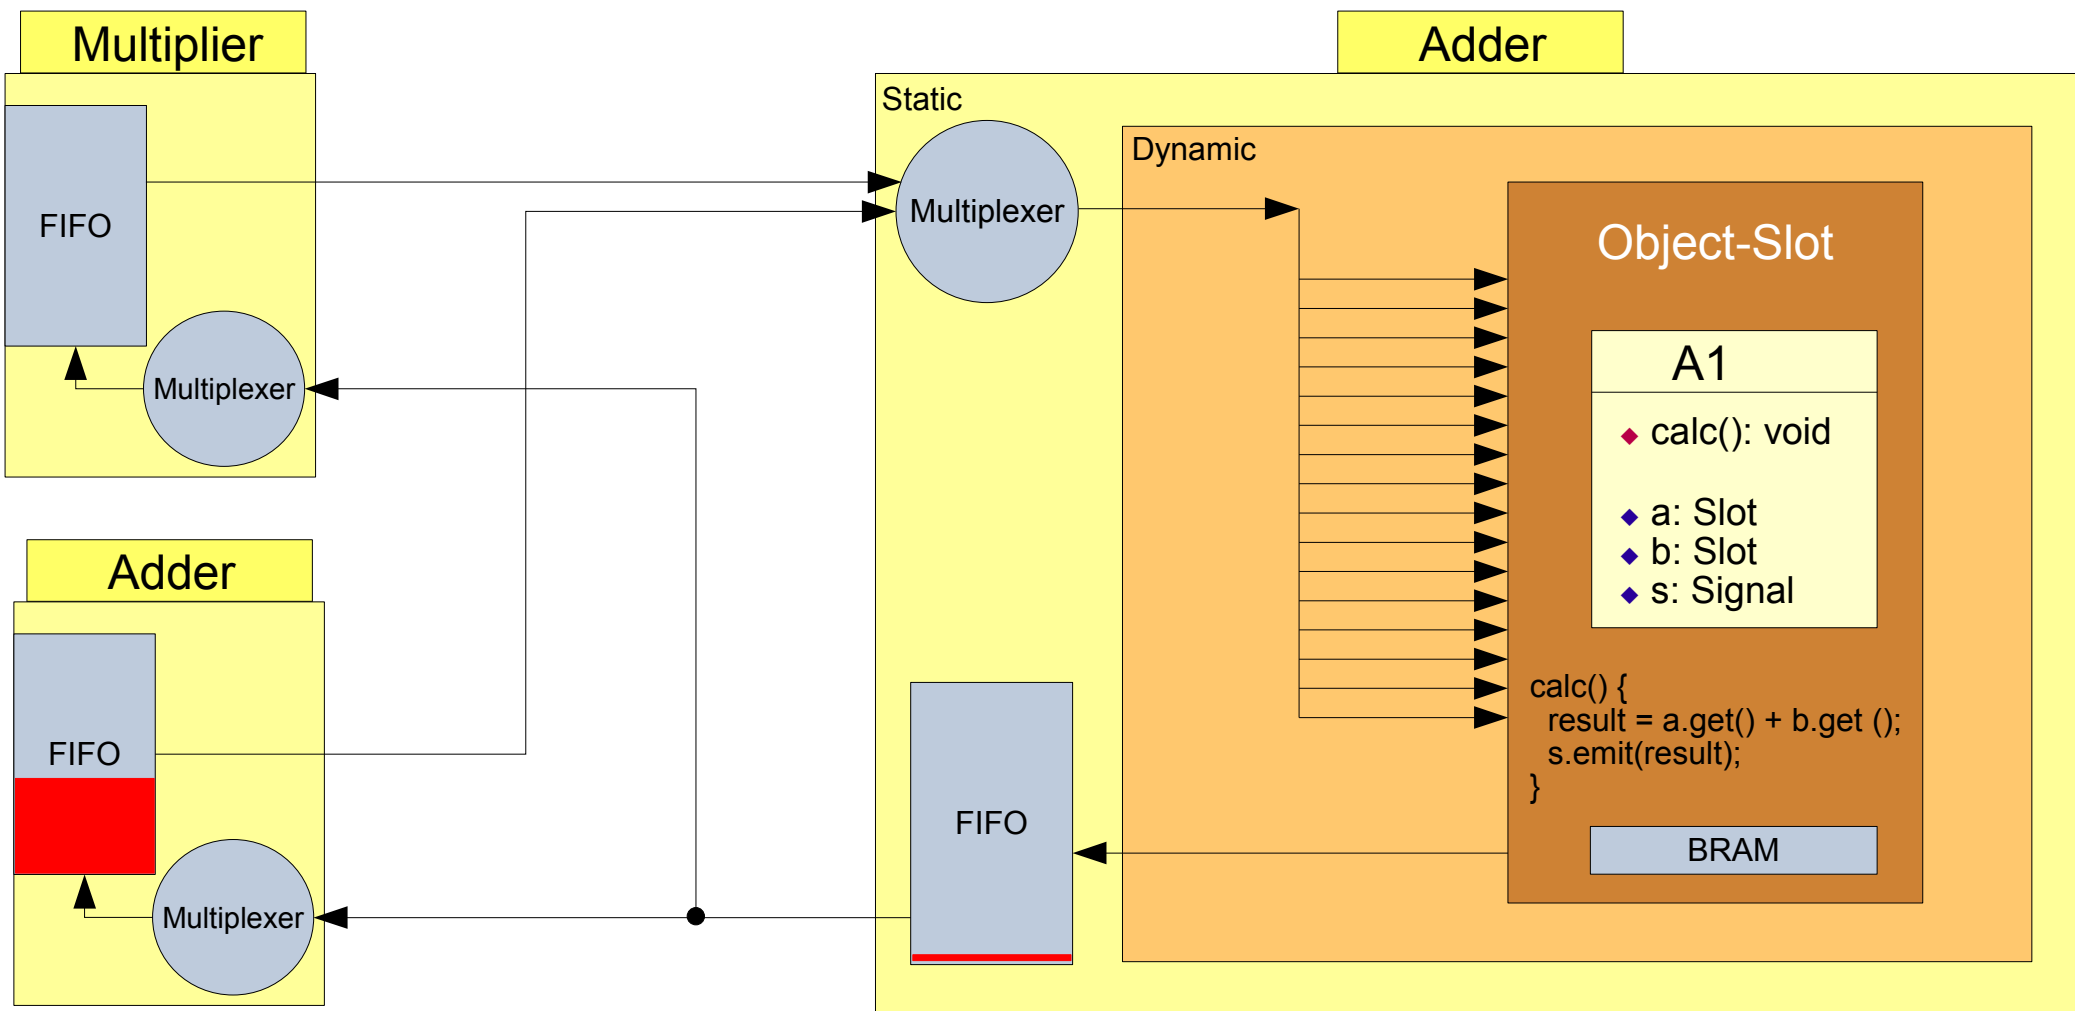 Multiplier
FIFO
Multiplexer
Adder
FIFO
Multiplexer
Adder
Static
Multiplexer
FIFO
Dynamic
Object-Slot
A1
calc(): void
a: Slot
b: Slot
s: Signal
calc() {
result = a.get() + b.get ();
s.emit(result);
}
BRAM